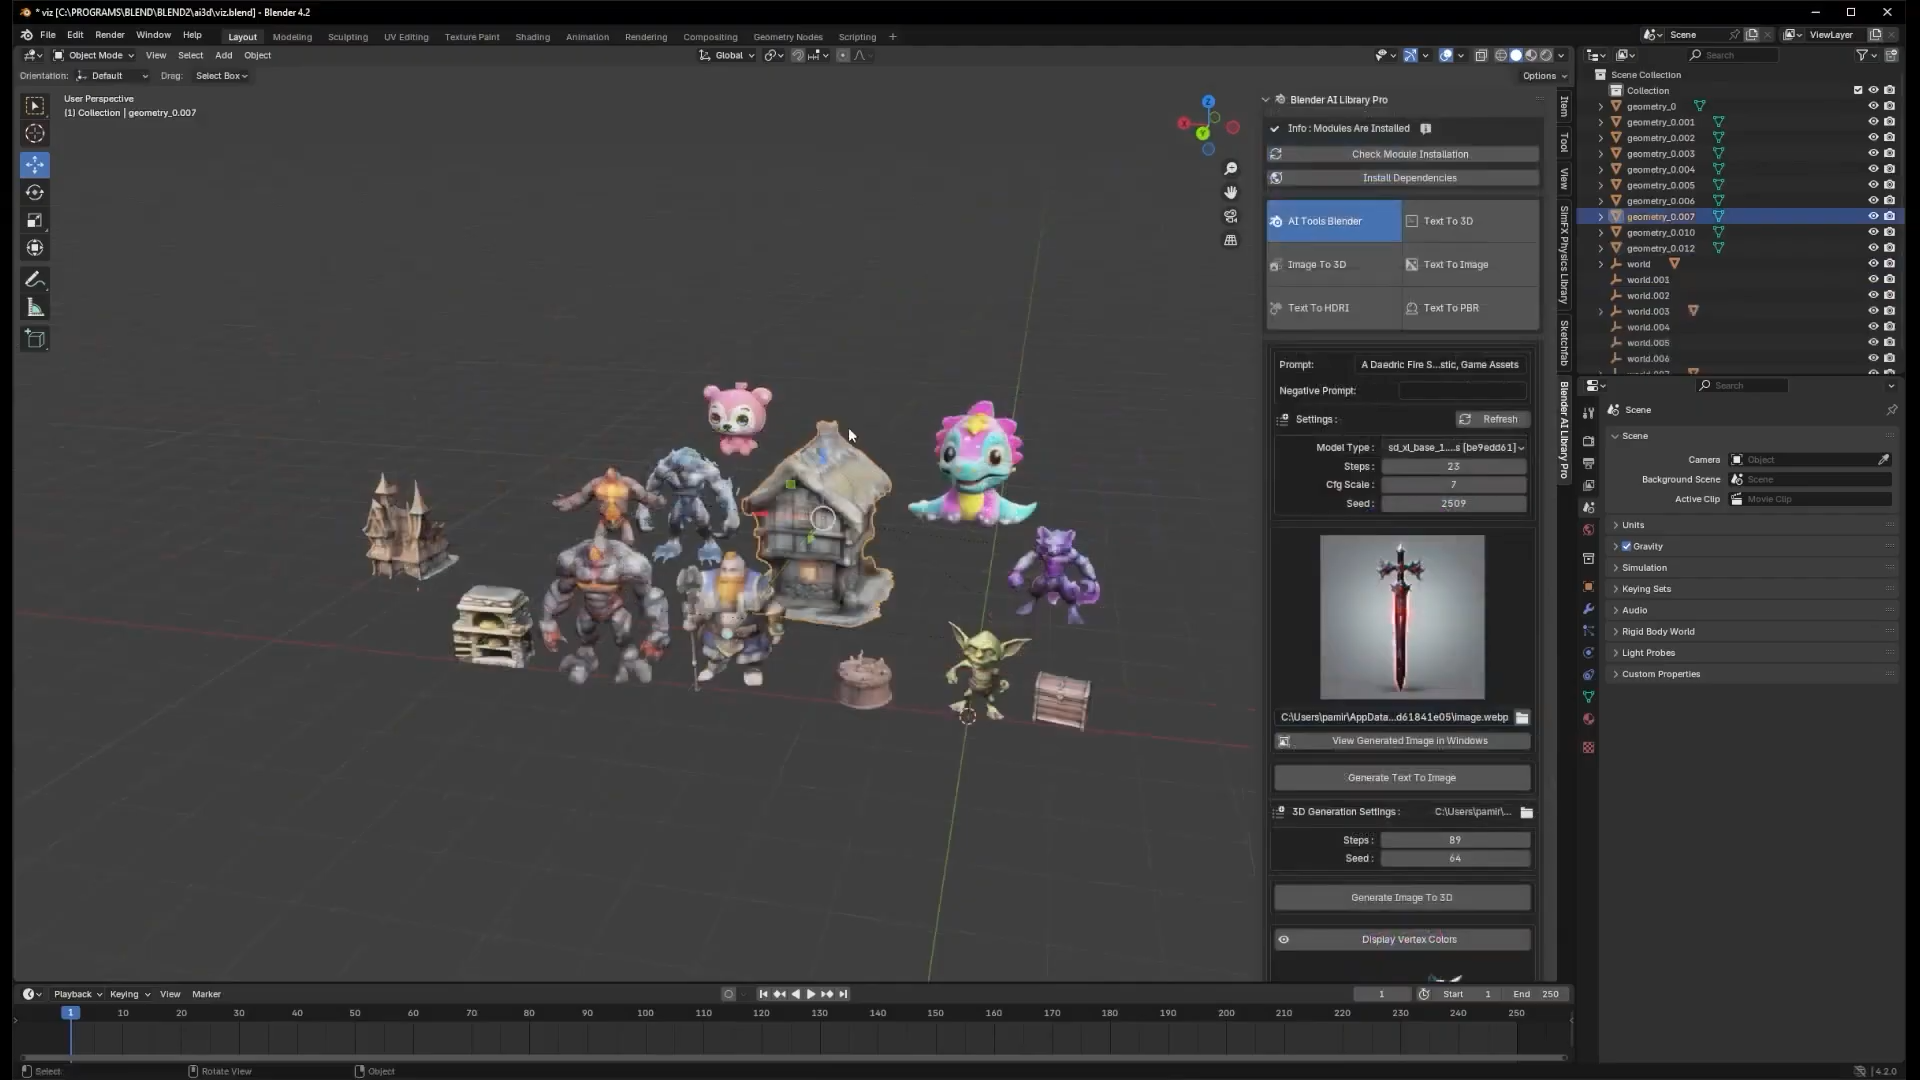 * viz [C:\PROGRAMS\BLEND\BLEND2\ai3d\viz.blend] - Blender 4.2
File Edit Render Window Help Layout Modeling Sculpting UV Editing Texture Paint Shading Animation Rendering Compositing Geometry Nodes Scripting + Scene ViewLayer
Object Mode View Select Add Object Global Search
Orientation: Default Drag: Select Box Options
User Perspective
(1) Collection | geometry_0.007
X
Y
Z
Blender AI Library Pro
Info : Modules Are Installed
Check Module Installation
Install Dependencies
AI Tools Blender Text To 3D
Image To 3D Text To Image
Text To HDRI Text To PBR
Prompt: A Daedric Fire S...stic, Game Assets
Negative Prompt:
Settings : Refresh
Model Type : sd_xl_base_1....s [be9edd61]
Steps : 23
Cfg Scale : 7
Seed : 2509
C:\Users\pamir\AppData...d61841e05\image.webp
View Generated Image in Windows
Generate Text To Image
3D Generation Settings : C:\Users\pamir\...
Steps : 89
Seed : 64
Generate Image To 3D
Display Vertex Colors
Item
Tool
View
SimFX Physics Library
Sketchfab
Blender AI Library Pro
Scene Collection
Collection
geometry_0
geometry_0.001
geometry_0.002
geometry_0.003
geometry_0.004
geometry_0.005
geometry_0.006
geometry_0.007
geometry_0.010
geometry_0.012
world
world.001
world.002
world.003
world.004
world.005
world.006
Search
Scene
Scene
Camera Object
Background Scene Scene
Active Clip Movie Clip
Units
Gravity
Simulation
Keying Sets
Audio
Rigid Body World
Light Probes
Custom Properties
Playback Keying View Marker 1 Start 1 End 250
1 10 20 30 40 50 60 70 80 90 100 110 120 130 140 150 160 170 180 190 200 210 220 230 240 250
Select Rotate View Object 4.2.0